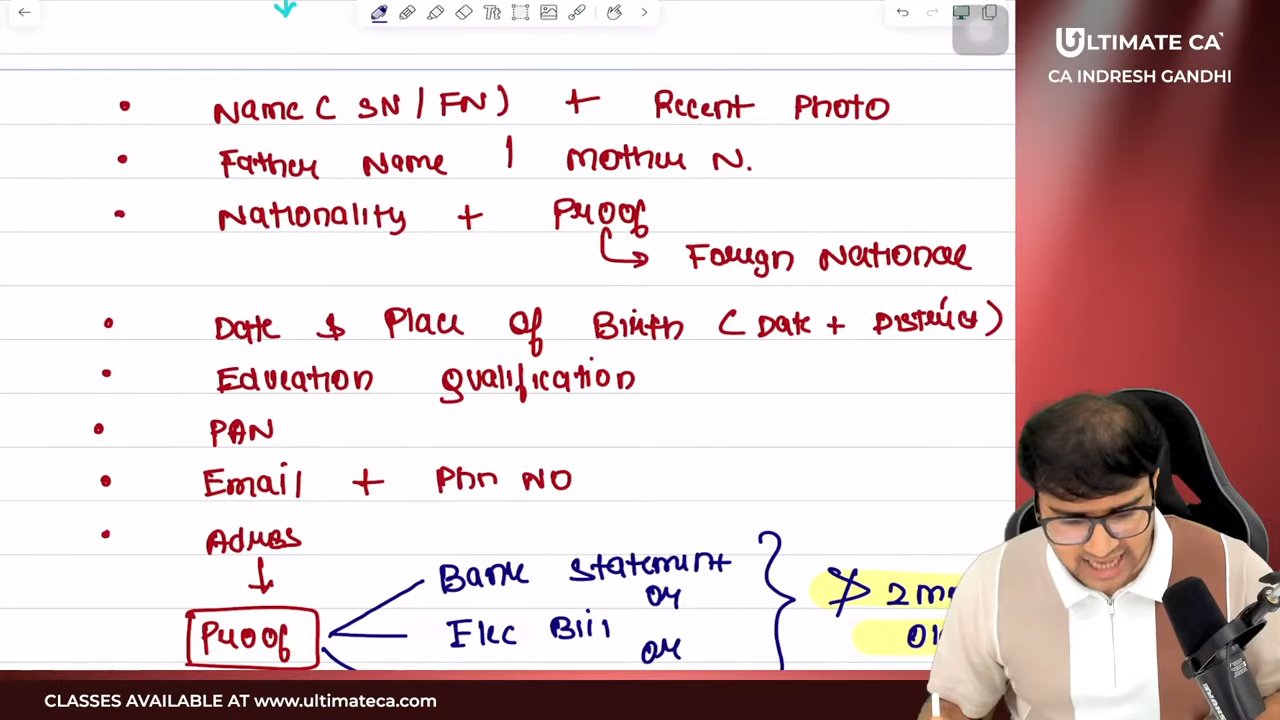 ULTIMATE CA
CA INDRESH GANDHI
Tt
• Name ( SN / FN ) + Recent Photo
• Father Name / Mother N.
• Nationality + Proof
Foreign National
• Date & Place of Birth ( Date + District )
• Education qualification
• PAN
• Email + Phn NO
• Adress
Bank statement
or
2 m
Proof
Elec Bill
or
CLASSES AVAILABLE AT www.ultimateca.com